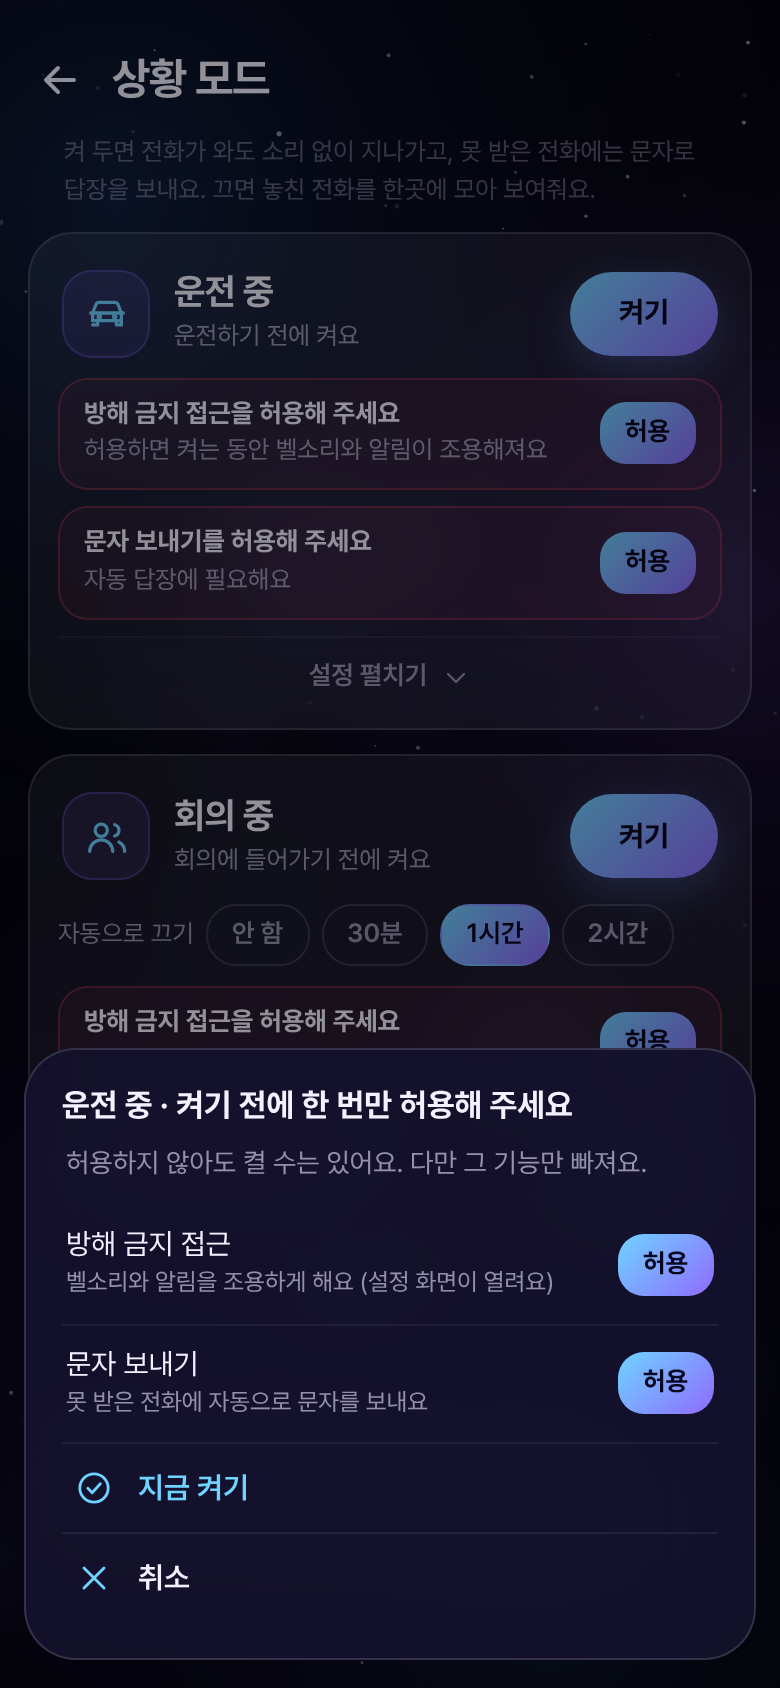 상황 모드
켜 두면 전화가 와도 소리 없이 지나가고, 못 받은 전화에는 문자로
답장을 보내요. 끄면 놓친 전화를 한곳에 모아 보여줘요.
운전 중
운전하기 전에 켜요
켜기
방해 금지 접근을 허용해 주세요
허용하면 켜는 동안 벨소리와 알림이 조용해져요
허용
문자 보내기를 허용해 주세요
자동 답장에 필요해요
허용
설정 펼치기
회의 중
회의에 들어가기 전에 켜요
켜기
자동으로 끄기
안 함
30분
1시간
2시간
방해 금지 접근을 허용해 주세요
허용
운전 중 · 켜기 전에 한 번만 허용해 주세요
허용하지 않아도 켤 수는 있어요. 다만 그 기능만 빠져요.
방해 금지 접근
벨소리와 알림을 조용하게 해요 (설정 화면이 열려요)
허용
문자 보내기
못 받은 전화에 자동으로 문자를 보내요
허용
지금 켜기
취소